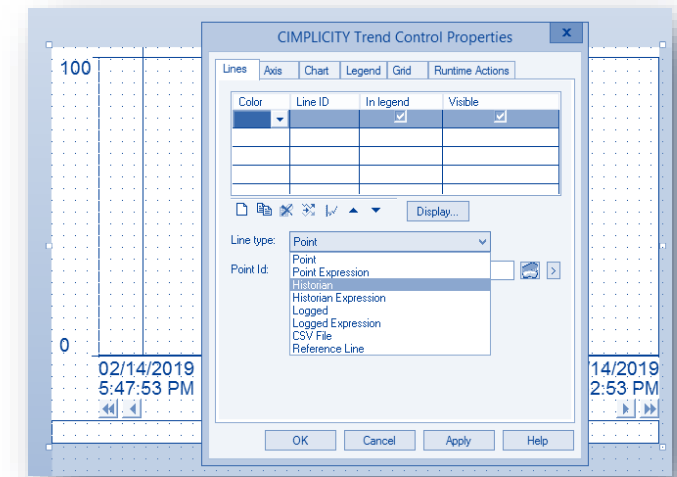 CIMPLICITY Trend Control Properties
x
Lines Axis Chart Legend Grid Runtime Actions
Color Line ID In legend Visible
Display...
Line type: Point
Point
Point Id: Point Expression
Historian
Historian Expression
Logged
Logged Expression
CSV File
Reference Line
OK Cancel Apply Help
100
0
02/14/2019
5:47:53 PM
/14/2019
2:53 PM